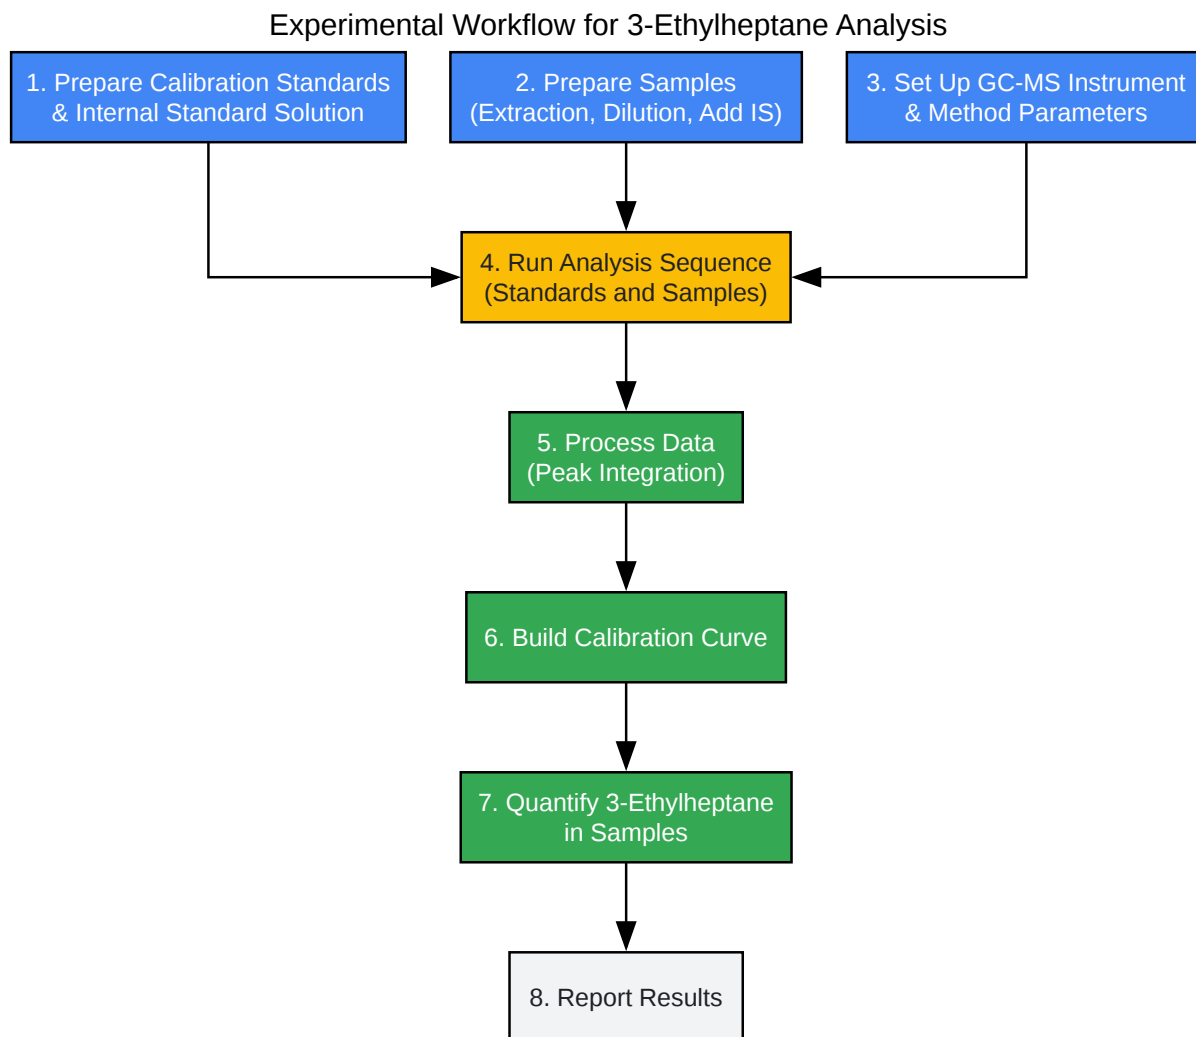 Experimental Workflow for 3-Ethylheptane Analysis
1. Prepare Calibration Standards
& Internal Standard Solution
2. Prepare Samples
(Extraction, Dilution, Add IS)
3. Set Up GC-MS Instrument
& Method Parameters
4. Run Analysis Sequence
(Standards and Samples)
5. Process Data
(Peak Integration)
6. Build Calibration Curve
7. Quantify 3-Ethylheptane
in Samples
8. Report Results